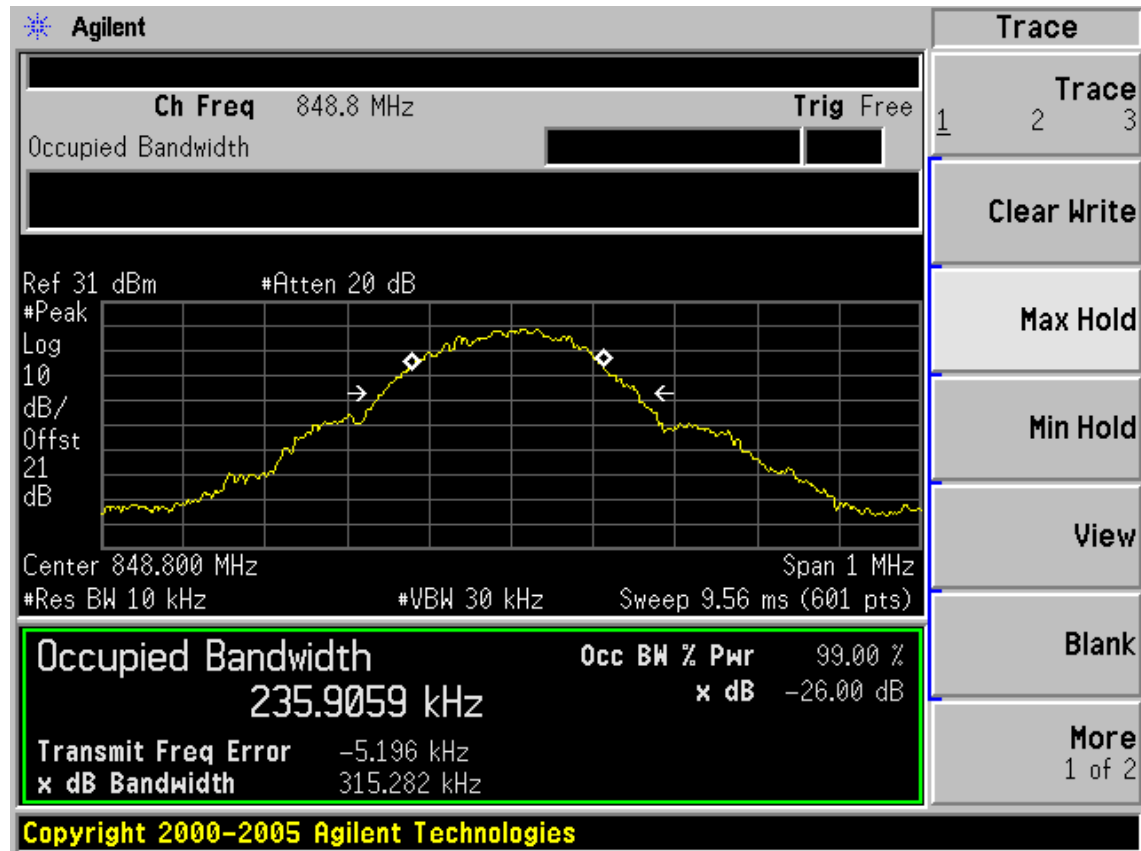 Agilent
Trace
Ch Freq 848.8 MHz Trig Free
Occupied Bandwidth
Trace
1 2 3
Clear Write
Max Hold
Min Hold
View
Blank
More
1 of 2
Ref 31 dBm #Atten 20 dB
#Peak
Log
10
dB/
Offst
21
dB
Center 848.800 MHz Span 1 MHz
#Res BW 10 kHz #VBW 30 kHz Sweep 9.56 ms (601 pts)
Occupied Bandwidth
235.9059 kHz
Occ BW % Pwr 99.00 %
x dB -26.00 dB
Transmit Freq Error -5.196 kHz
x dB Bandwidth 315.282 kHz
Copyright 2000-2005 Agilent Technologies